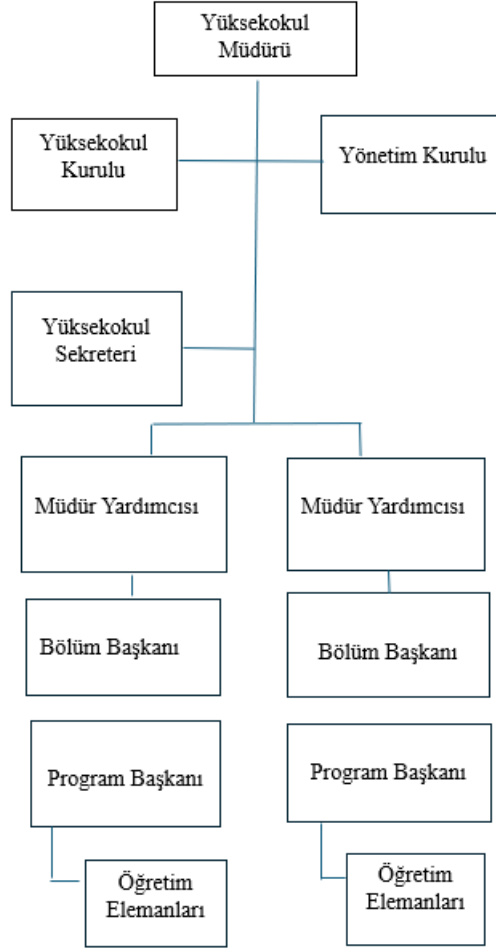 Yüksekokul
Müdürü
Yüksekokul
Kurulu
Yönetim Kurulu
Yüksekokul
Sekreteri
Müdür Yardımcısı
Müdür Yardımcısı
Bölüm Başkanı
Bölüm Başkanı
Program Başkanı
Program Başkanı
Öğretim
Elemanları
Öğretim
Elemanları